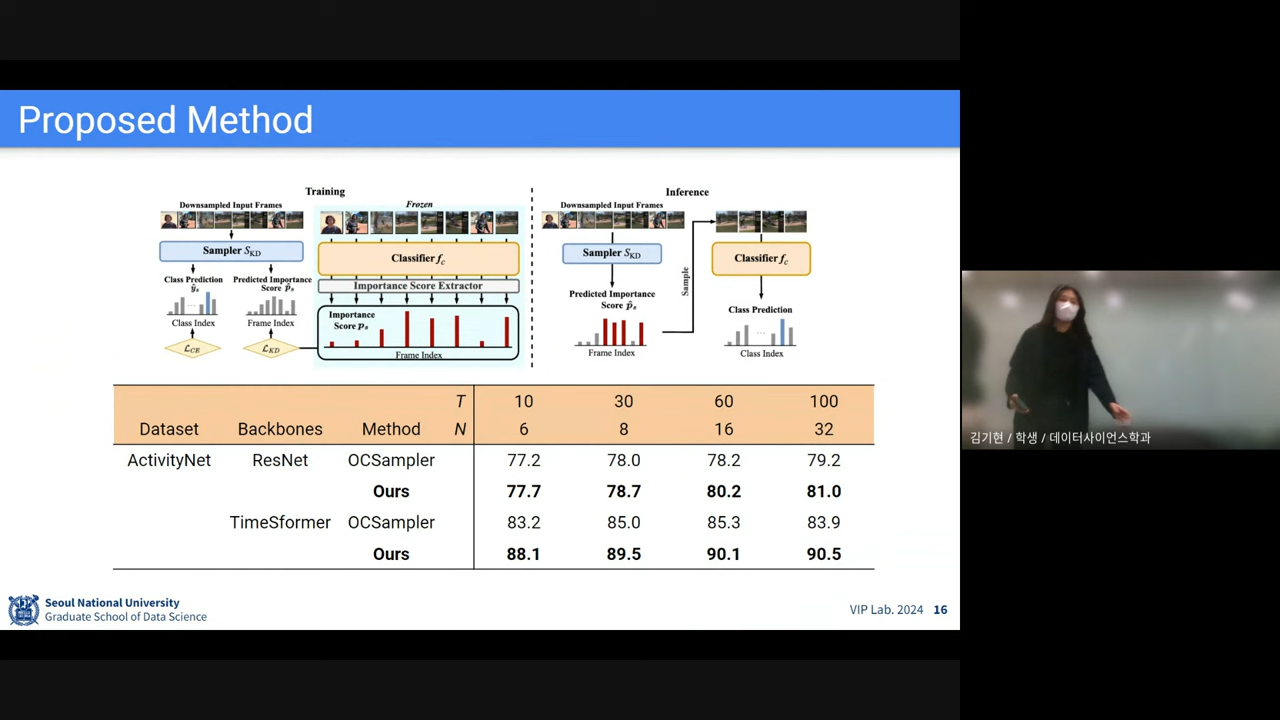 Proposed Method
Training
Downsampled Input Frames
Frozen
Sampler S_KD
Classifier f_c
Importance Score Extractor
Class Prediction ŷ_s
Predicted Importance Score p̂_s
Importance Score p_s
Class Index
Frame Index
Frame Index
ℒ_CE
ℒ_KD
Inference
Downsampled Input Frames
Sampler S_KD
Classifier f_c
Sample
Predicted Importance Score p̂_s
Class Prediction
Frame Index
Class Index
T 10 30 60 100
Dataset Backbones Method N 6 8 16 32
ActivityNet ResNet OCSampler 77.2 78.0 78.2 79.2
Ours 77.7 78.7 80.2 81.0
TimeSformer OCSampler 83.2 85.0 85.3 83.9
Ours 88.1 89.5 90.1 90.5
Seoul National University
Graduate School of Data Science
VIP Lab. 2024 16
김기현 / 학생 / 데이터사이언스학과